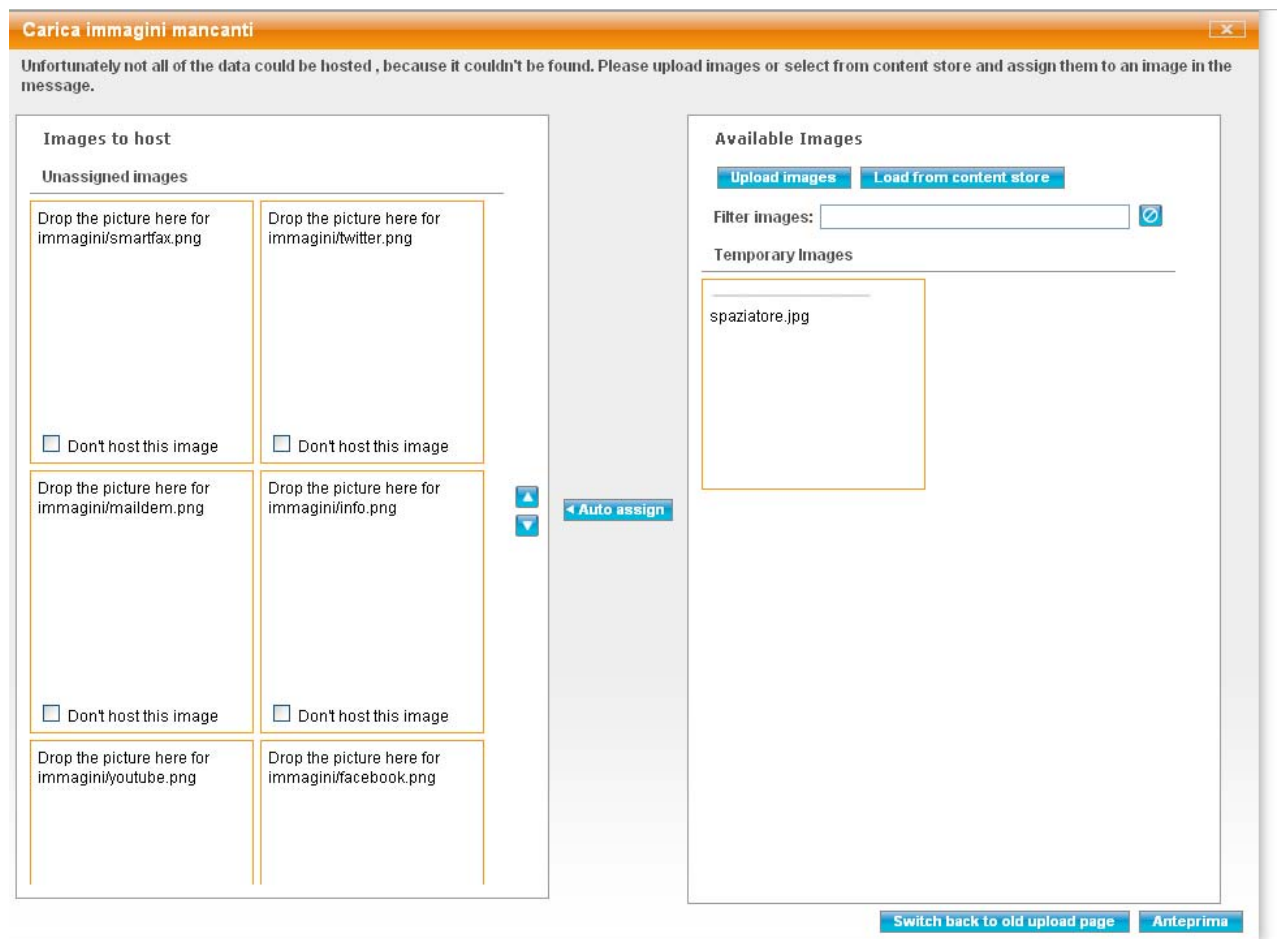 Carica immagini mancanti
Unfortunately not all of the data could be hosted , because it couldn't be found. Please upload images or select from content store and assign them to an image in the
message.
Images to host
Unassigned images
Drop the picture here for
immagini/smartfax.png
Don't host this image
Drop the picture here for
immagini/twitter.png
Don't host this image
Drop the picture here for
immagini/maildem.png
Don't host this image
Drop the picture here for
immagini/info.png
Don't host this image
Drop the picture here for
immagini/youtube.png
Drop the picture here for
immagini/facebook.png
Auto assign
Available Images
Upload images
Load from content store
Filter images:
Temporary Images
spaziatore.jpg
Switch back to old upload page
Anteprima